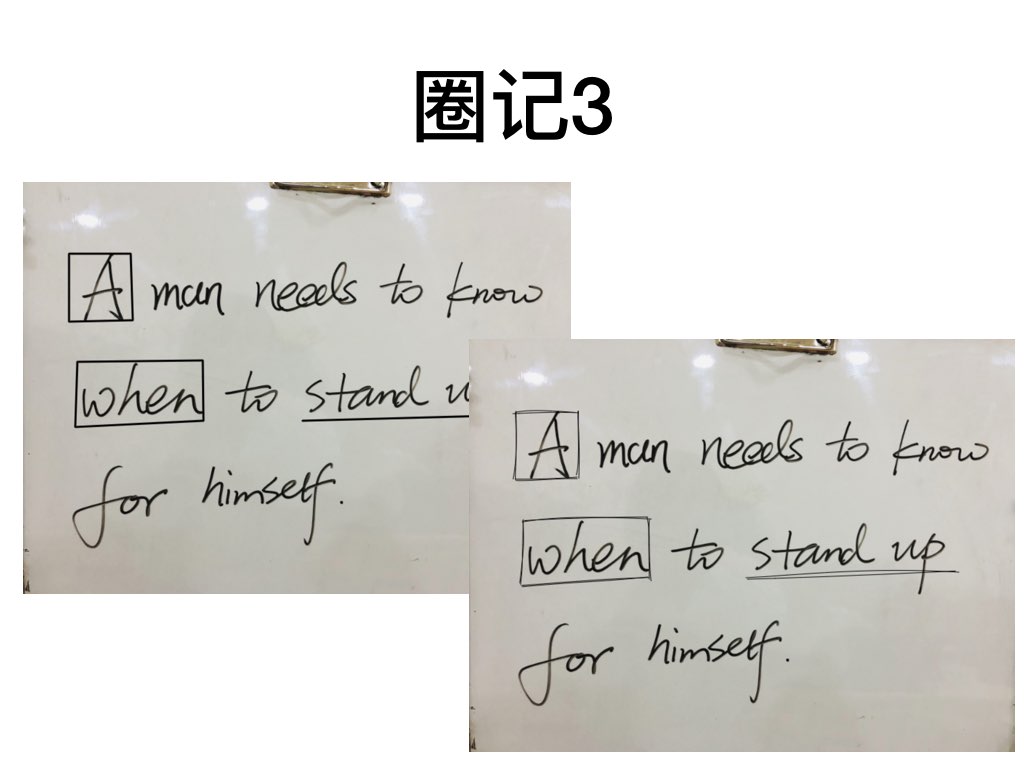 圈记3
A man needs to know
when to stand u
for himself.
A man needs to know
when to stand up
for himself.